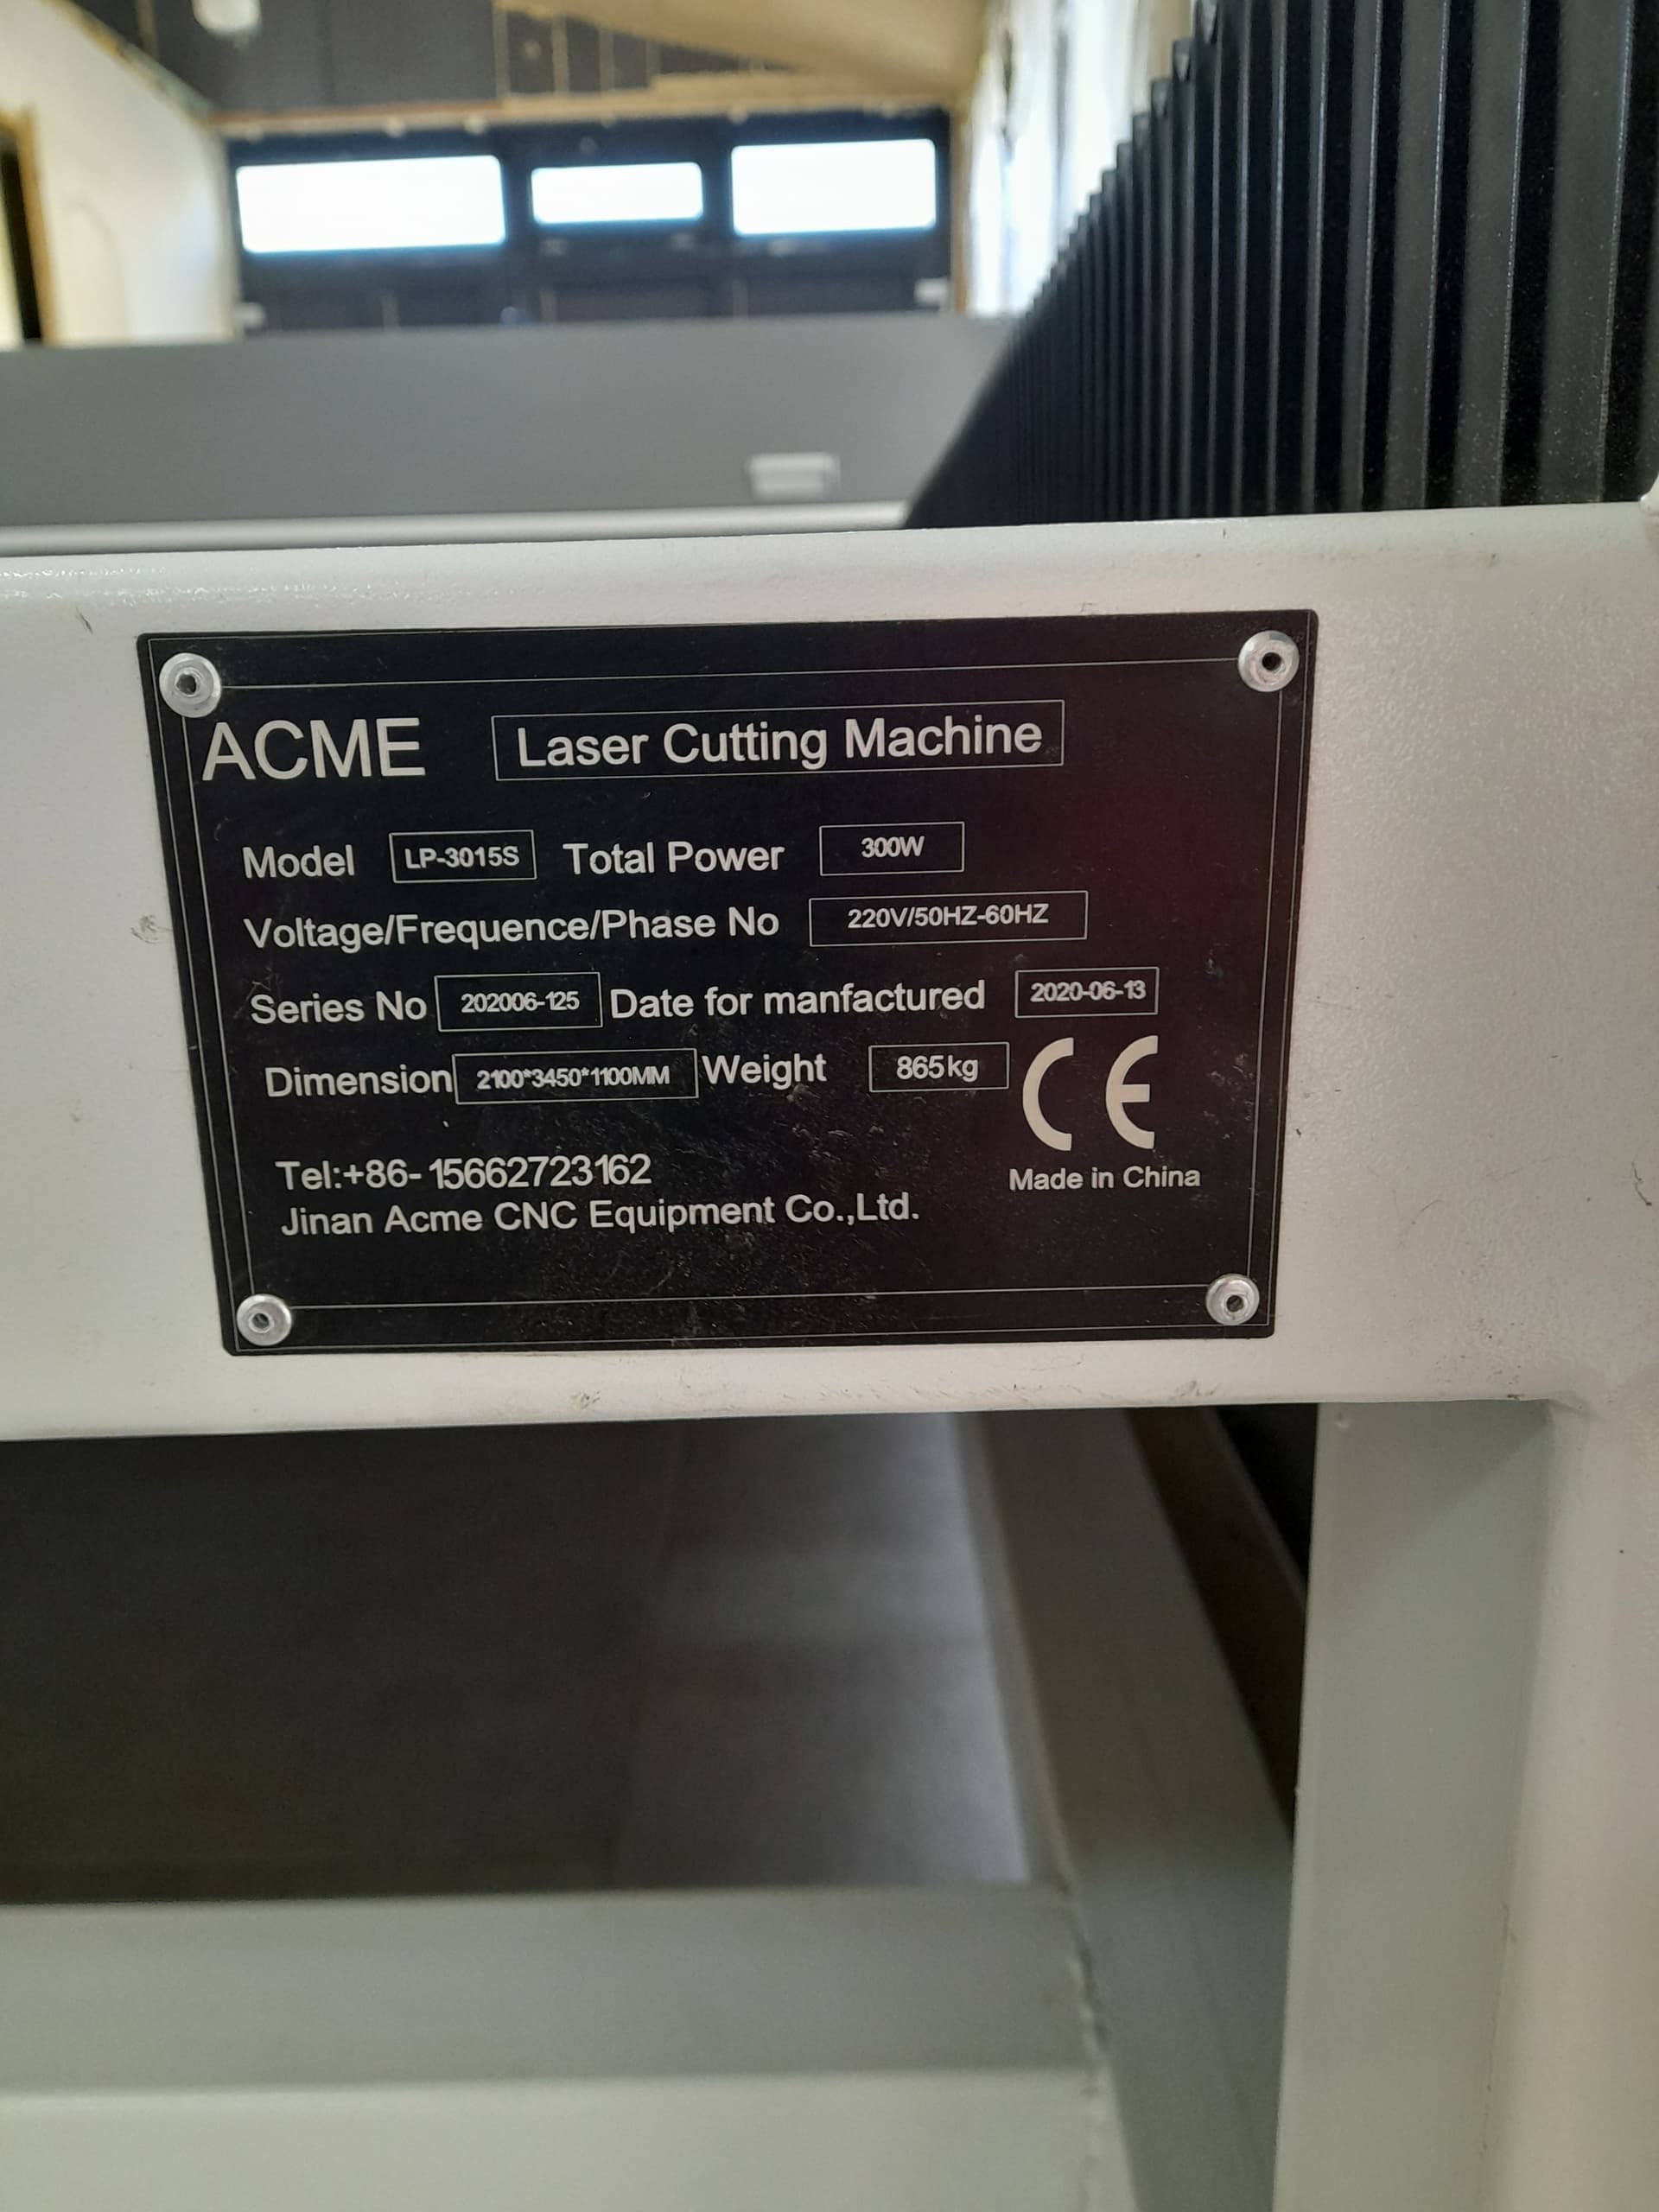 ACME Laser Cutting Machine
Model LP-3015S Total Power 300W
Voltage/Frequence/Phase No 220V/50HZ-60HZ
Series No 202006-125 Date for manfactured 2020-06-13
Dimension 2100*3450*1100MM Weight 865kg
CE
Tel:+86-15662723162
Made in China
Jinan Acme CNC Equipment Co.,Ltd.